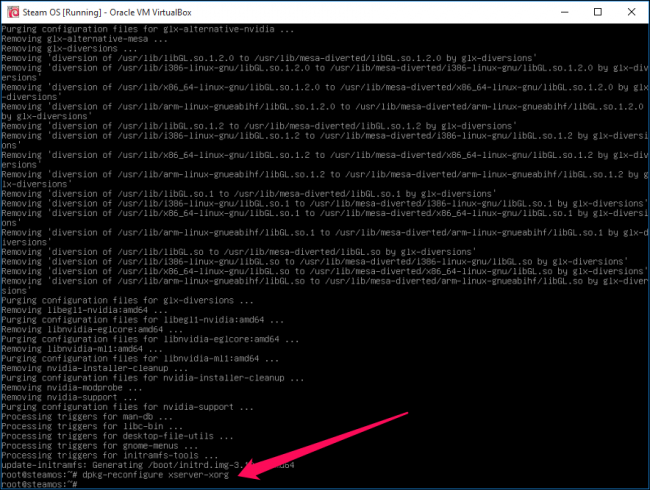 Steam OS [Running] - Oracle VM VirtualBox
Purging configuration files for glx-alternative-nvidia ...
Removing glx-alternative-mesa ...
Removing glx-diversions ...
Removing 'diversion of /usr/lib/libGL.so.1.2.0 to /usr/lib/mesa-diverted/libGL.so.1.2.0 by glx-diversions'
Removing 'diversion of /usr/lib/i386-linux-gnu/libGL.so.1.2.0 to /usr/lib/mesa-diverted/i386-linux-gnu/libGL.so.1.2.0 by glx-div
ersions'
Removing 'diversion of /usr/lib/x86_64-linux-gnu/libGL.so.1.2.0 to /usr/lib/mesa-diverted/x86_64-linux-gnu/libGL.so.1.2.0 by glx
-diversions'
Removing 'diversion of /usr/lib/arm-linux-gnueabihf/libGL.so.1.2.0 to /usr/lib/mesa-diverted/arm-linux-gnueabihf/libGL.so.1.2.0
by glx-diversions'
Removing 'diversion of /usr/lib/libGL.so.1.2 to /usr/lib/mesa-diverted/libGL.so.1.2 by glx-diversions'
Removing 'diversion of /usr/lib/i386-linux-gnu/libGL.so.1.2 to /usr/lib/mesa-diverted/i386-linux-gnu/libGL.so.1.2 by glx-diversi
ons'
Removing 'diversion of /usr/lib/x86_64-linux-gnu/libGL.so.1.2 to /usr/lib/mesa-diverted/x86_64-linux-gnu/libGL.so.1.2 by glx-div
ersions'
Removing 'diversion of /usr/lib/arm-linux-gnueabihf/libGL.so.1.2 to /usr/lib/mesa-diverted/arm-linux-gnueabihf/libGL.so.1.2 by g
lx-diversions'
Removing 'diversion of /usr/lib/libGL.so.1 to /usr/lib/mesa-diverted/libGL.so.1 by glx-diversions'
Removing 'diversion of /usr/lib/i386-linux-gnu/libGL.so.1 to /usr/lib/mesa-diverted/i386-linux-gnu/libGL.so.1 by glx-diversions'
Removing 'diversion of /usr/lib/x86_64-linux-gnu/libGL.so.1 to /usr/lib/mesa-diverted/x86_64-linux-gnu/libGL.so.1 by glx-diversi
ons'
Removing 'diversion of /usr/lib/arm-linux-gnueabihf/libGL.so.1 to /usr/lib/mesa-diverted/arm-linux-gnueabihf/libGL.so.1 by glx-d
iversions'
Removing 'diversion of /usr/lib/libGL.so to /usr/lib/mesa-diverted/libGL.so by glx-diversions'
Removing 'diversion of /usr/lib/i386-linux-gnu/libGL.so to /usr/lib/mesa-diverted/i386-linux-gnu/libGL.so by glx-diversions'
Removing 'diversion of /usr/lib/x86_64-linux-gnu/libGL.so to /usr/lib/mesa-diverted/x86_64-linux-gnu/libGL.so by glx-diversions'
Removing 'diversion of /usr/lib/arm-linux-gnueabihf/libGL.so to /usr/lib/mesa-diverted/arm-linux-gnueabihf/libGL.so by glx-diver
sions'
Purging configuration files for glx-diversions ...
Removing libegl1-nvidia:amd64 ...
Purging configuration files for libegl1-nvidia:amd64 ...
Removing libnvidia-eglcore:amd64 ...
Purging configuration files for libnvidia-eglcore:amd64 ...
Removing libnvidia-ml1:amd64 ...
Purging configuration files for libnvidia-ml1:amd64 ...
Removing nvidia-installer-cleanup ...
Purging configuration files for nvidia-installer-cleanup ...
Removing nvidia-modprobe ...
Removing nvidia-support ...
Purging configuration files for nvidia-support ...
Processing triggers for man-db ...
Processing triggers for libc-bin ...
Processing triggers for desktop-file-utils ...
Processing triggers for gnome-menus ...
Processing triggers for initramfs-tools ...
update-initramfs: Generating /boot/initrd.img-3.
root@steamos:~# dpkg-reconfigure xserver-xorg
root@steamos:~#